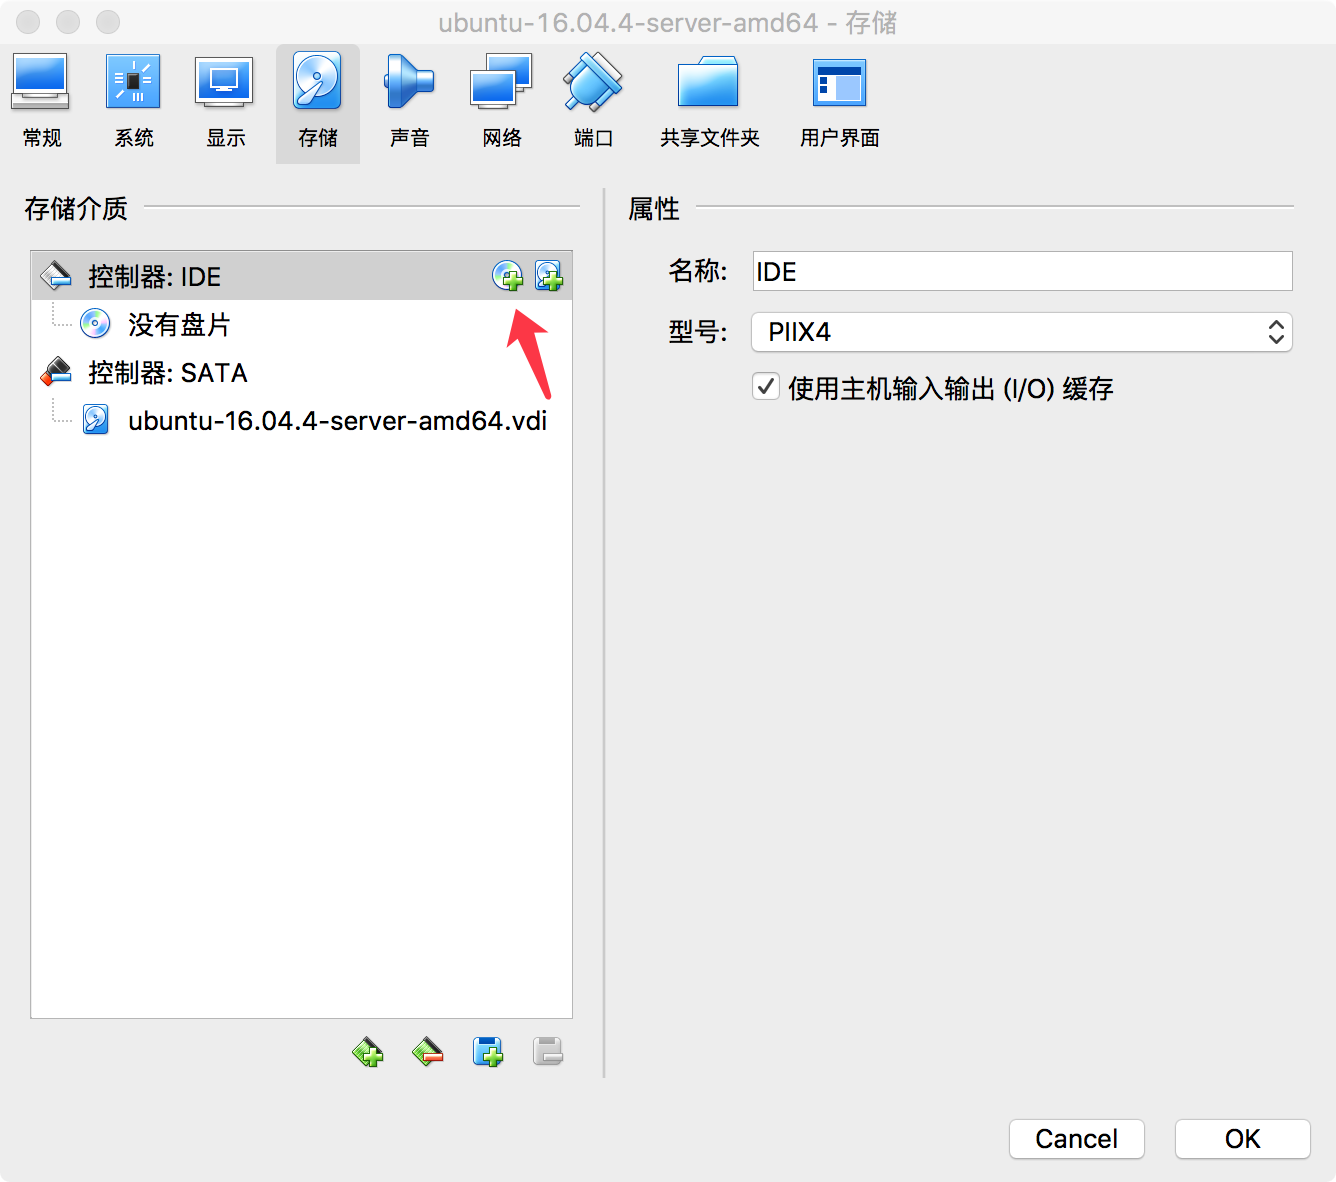 ubuntu-16.04.4-server-amd64 - 存储
常规 系统 显示 存储 声音 网络 端口 共享文件夹 用户界面
存储介质
控制器: IDE
没有盘片
控制器: SATA
ubuntu-16.04.4-server-amd64.vdi
属性
名称: IDE
型号: PIIX4
使用主机输入输出 (I/O) 缓存
Cancel OK